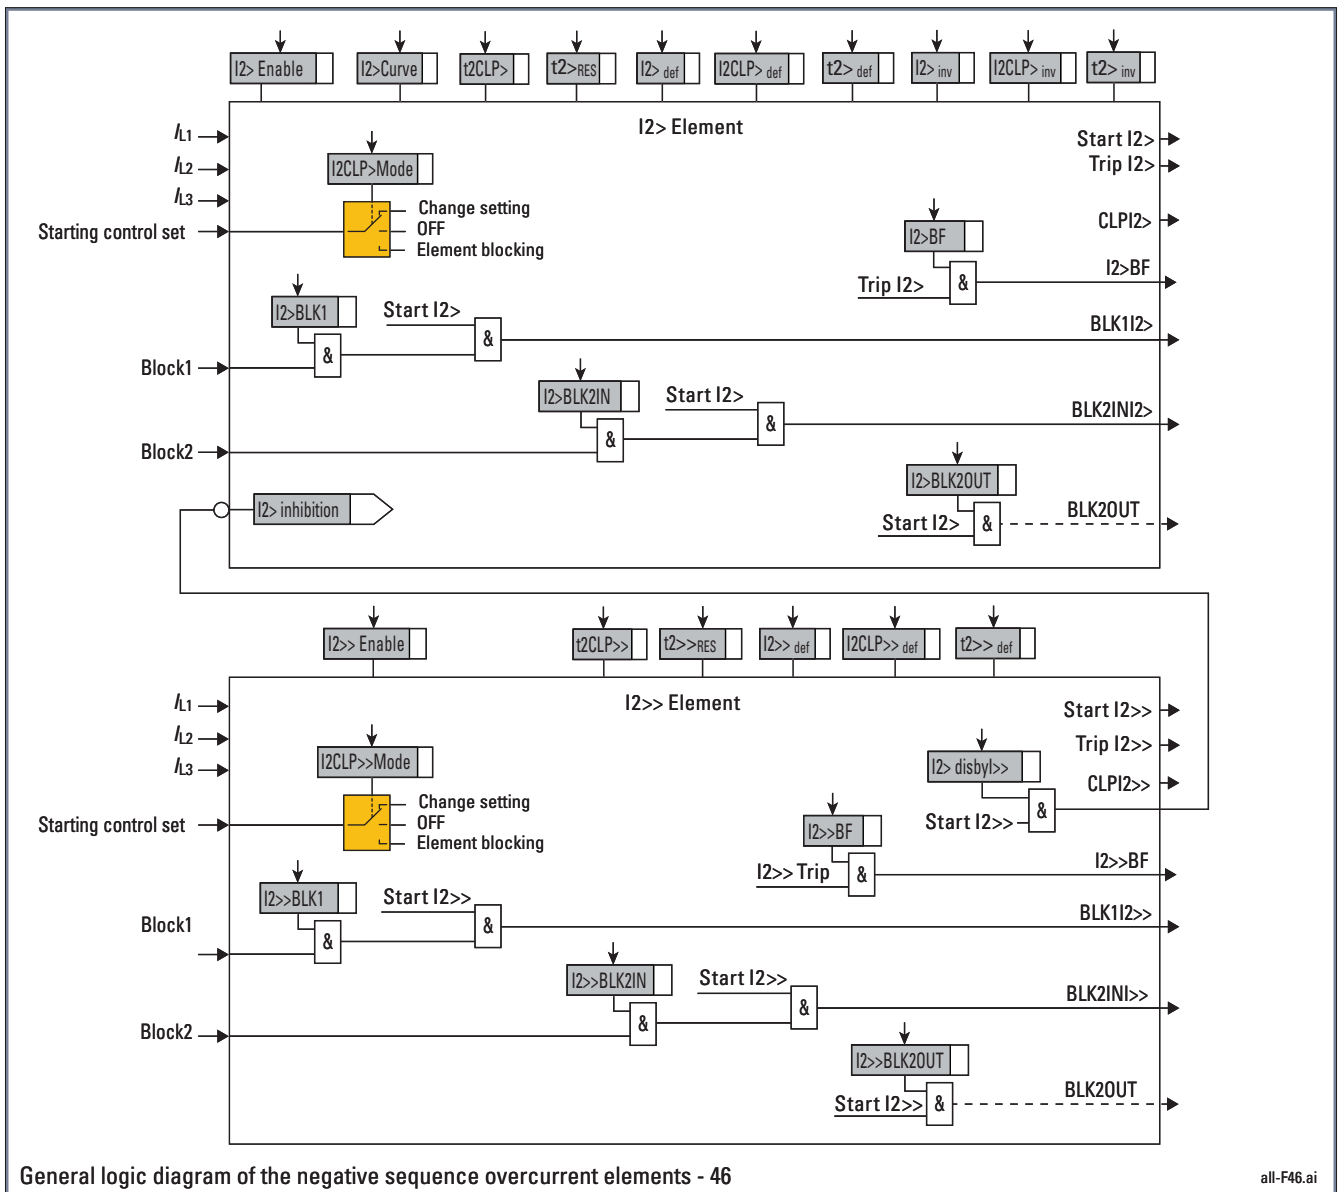 I2> Enable
I2>Curve
t2CLP>
t2>RES
I2> def
I2CLP> def
t2> def
I2> inv
I2CLP> inv
t2> inv
I2> Element
IL1
IL2
IL3
Starting control set
I2CLP>Mode
Change setting
OFF
Element blocking
Start I2>
Trip I2>
CLPI2>
I2>BF
Trip I2>
&
I2>BF
I2>BLK1
Start I2>
&
&
BLK1I2>
Block1
I2>BLK2IN
Start I2>
&
&
BLK2INI2>
Block2
I2>BLK2OUT
Start I2>
&
BLK2OUT
I2> inhibition
I2>> Enable
t2CLP>>
t2>>RES
I2>> def
I2CLP>> def
t2>> def
I2>> Element
IL1
IL2
IL3
Starting control set
I2CLP>>Mode
Change setting
OFF
Element blocking
Start I2>>
Trip I2>>
CLPI2>>
I2> disbyI>>
Start I2>>
&
I2>>BF
I2>> Trip
&
I2>>BF
I2>>BLK1
Start I2>>
&
&
BLK1I2>>
Block1
I2>>BLK2IN
Start I2>>
&
&
BLK2INI>>
Block2
I2>>BLK2OUT
Start I2>>
&
BLK2OUT
General logic diagram of the negative sequence overcurrent elements - 46
all-F46.ai